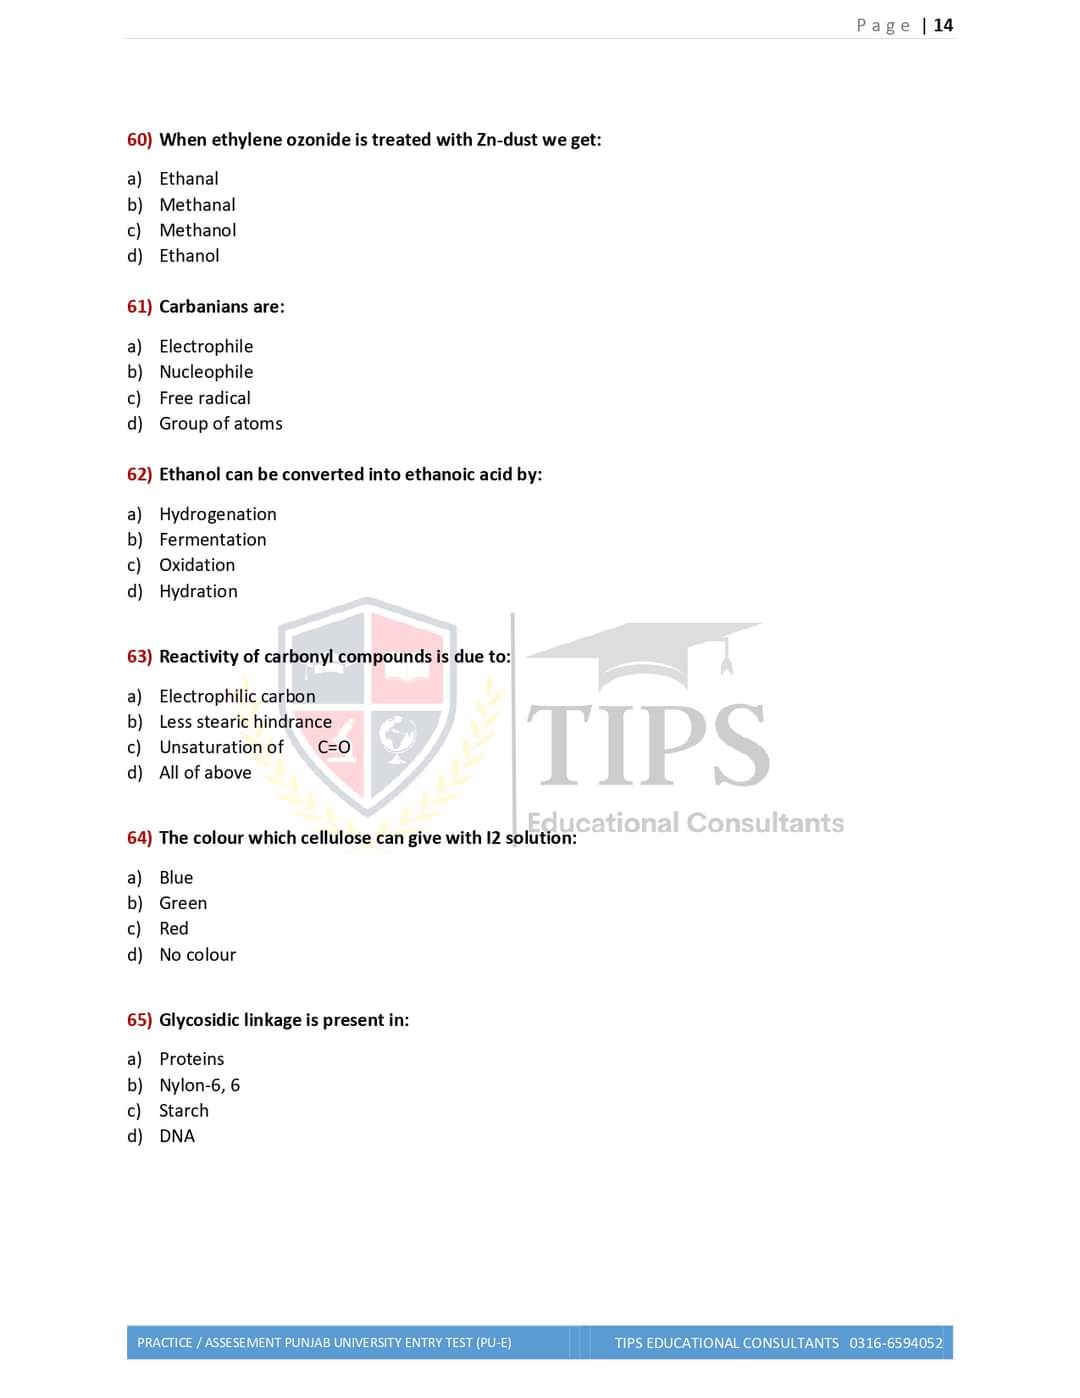 Page | 14
60) When ethylene ozonide is treated with Zn-dust we get:
a) Ethanal
b) Methanal
c) Methanol
d) Ethanol
61) Carbanians are:
a) Electrophile
b) Nucleophile
c) Free radical
d) Group of atoms
62) Ethanol can be converted into ethanoic acid by:
a) Hydrogenation
b) Fermentation
c) Oxidation
d) Hydration
63) Reactivity of carbonyl compounds is due to:
a) Electrophilic carbon
b) Less stearic hindrance
c) Unsaturation of C=O
d) All of above
TIPS
Educational Consultants
64) The colour which cellulose can give with I2 solution:
a) Blue
b) Green
c) Red
d) No colour
65) Glycosidic linkage is present in:
a) Proteins
b) Nylon-6, 6
c) Starch
d) DNA
PRACTICE / ASSESEMENT PUNJAB UNIVERSITY ENTRY TEST (PU-E) TIPS EDUCATIONAL CONSULTANTS 0316-6594052